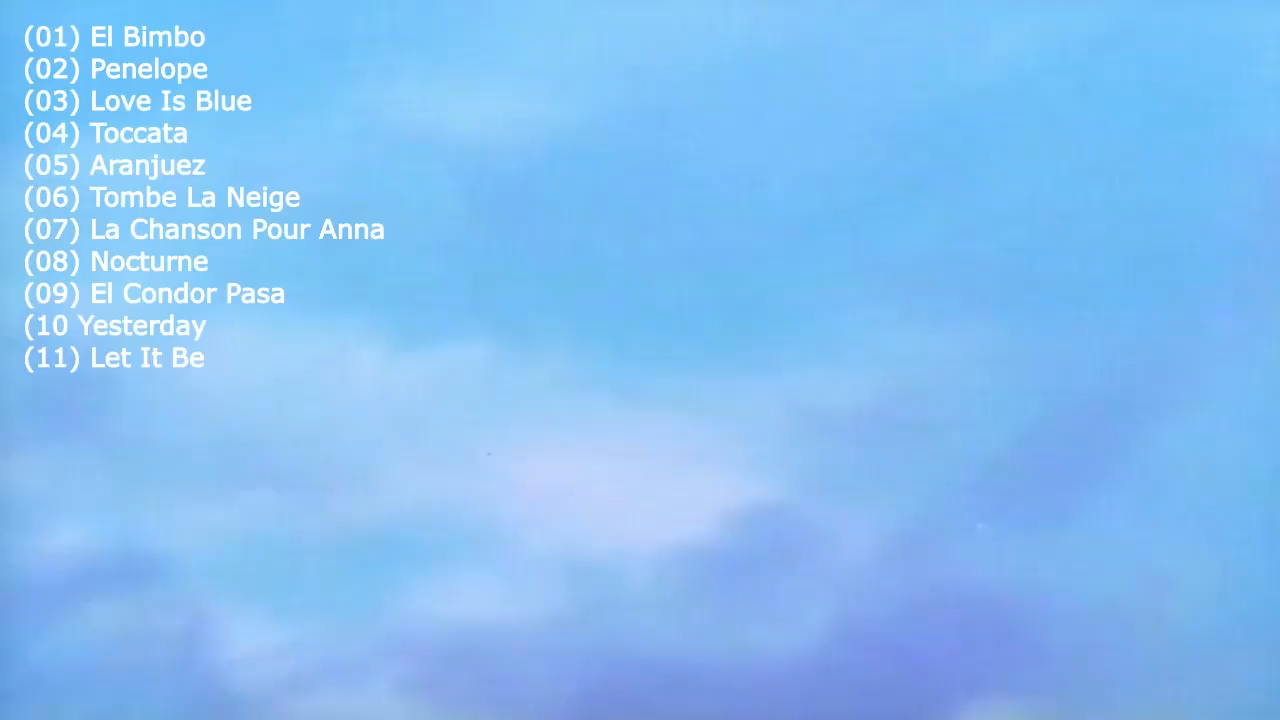 (01) El Bimbo
(02) Penelope
(03) Love Is Blue
(04) Toccata
(05) Aranjuez
(06) Tombe La Neige
(07) La Chanson Pour Anna
(08) Nocturne
(09) El Condor Pasa
(10 Yesterday
(11) Let It Be